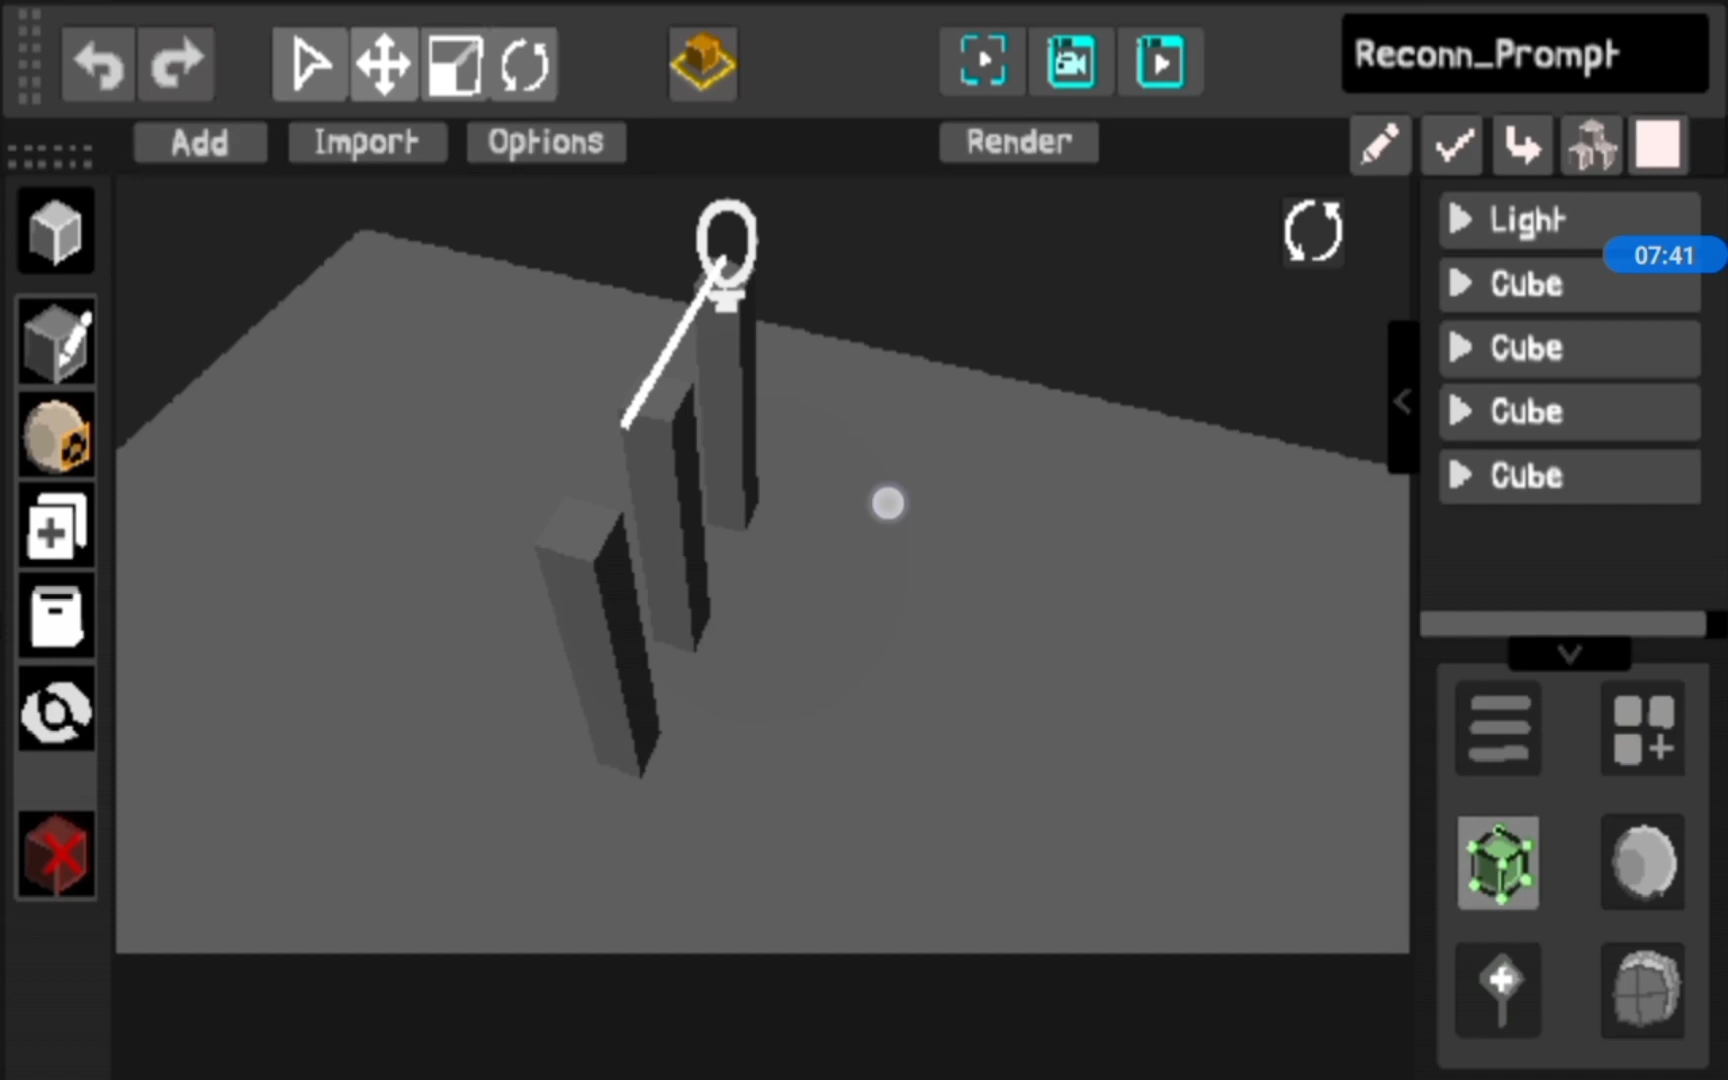 Reconn_Prompt
Add
Import
Options
Render
Light
07:41
Cube
Cube
Cube
Cube